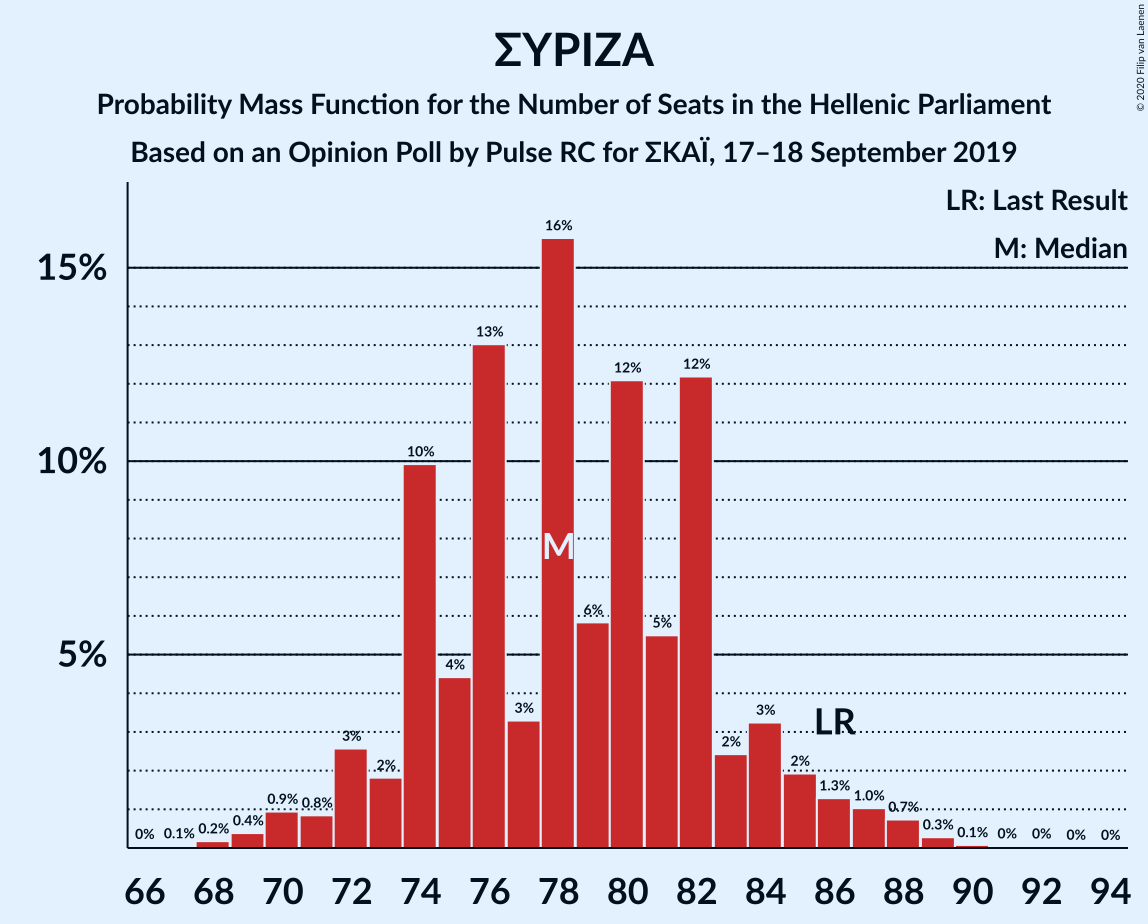 ΣΥΡΙΖΑ
Probability Mass Function for the Number of Seats in the Hellenic Parliament
Based on an Opinion Poll by Pulse RC for ΣΚΑΪ, 17–18 September 2019
© 2020 Filip van Laenen
LR: Last Result
M: Median
15%
10%
5%
0% 0.1% 0.2% 0.4% 0.9% 0.8% 3% 2% 10% 4% 13% 3% 16% 6% 12% 5% 12% 2% 3% 2% 1.3% 1.0% 0.7% 0.3% 0.1% 0% 0% 0% 0%
M
LR
66 68 70 72 74 76 78 80 82 84 86 88 90 92 94